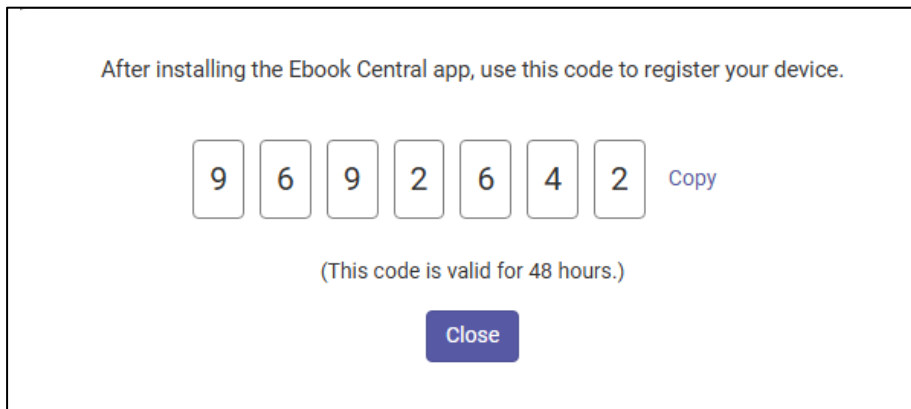 After installing the Ebook Central app, use this code to register your device.
9 6 9 2 6 4 2 Copy
(This code is valid for 48 hours.)
Close